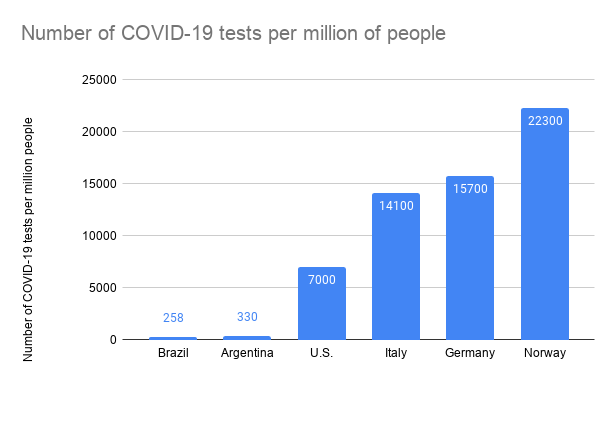 Number of COVID-19 tests per million of people
Number of COVID-19 tests per million people
25000
20000
15000
10000
5000
0
258
330
7000
14100
15700
22300
Brazil
Argentina
U.S.
Italy
Germany
Norway